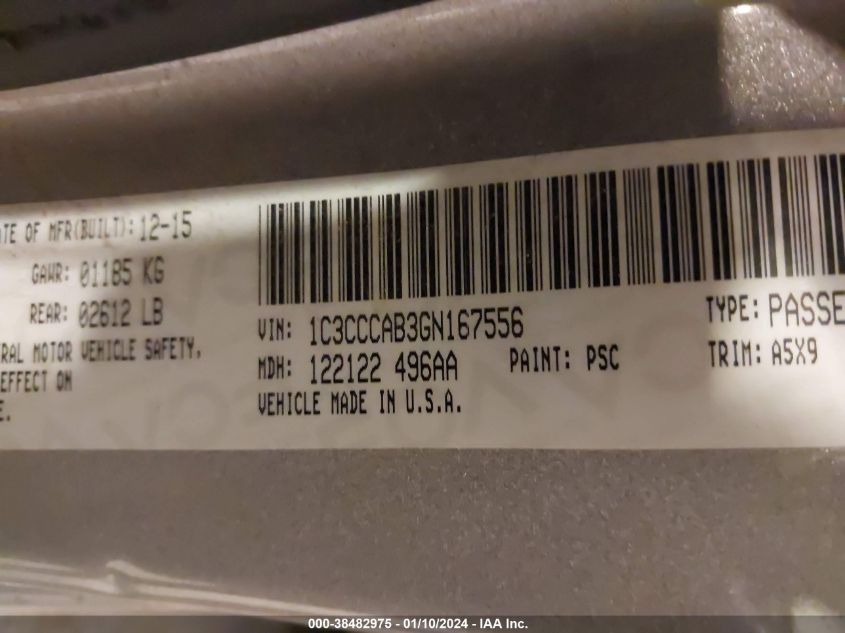 ATE OF MFR(BUILT): 12-15
GAWR: 01185 KG
REAR: 02612 LB
ERAL MOTOR VEHICLE SAFETY,
EFFECT ON
E.
VIN: 1C3CCCAB3GN167556
TYPE: PASSE
MDH: 122122 496AA PAINT: PSC TRIM: A5X9
VEHICLE MADE IN U.S.A.
000-38482975 - 01/10/2024 - IAA Inc.